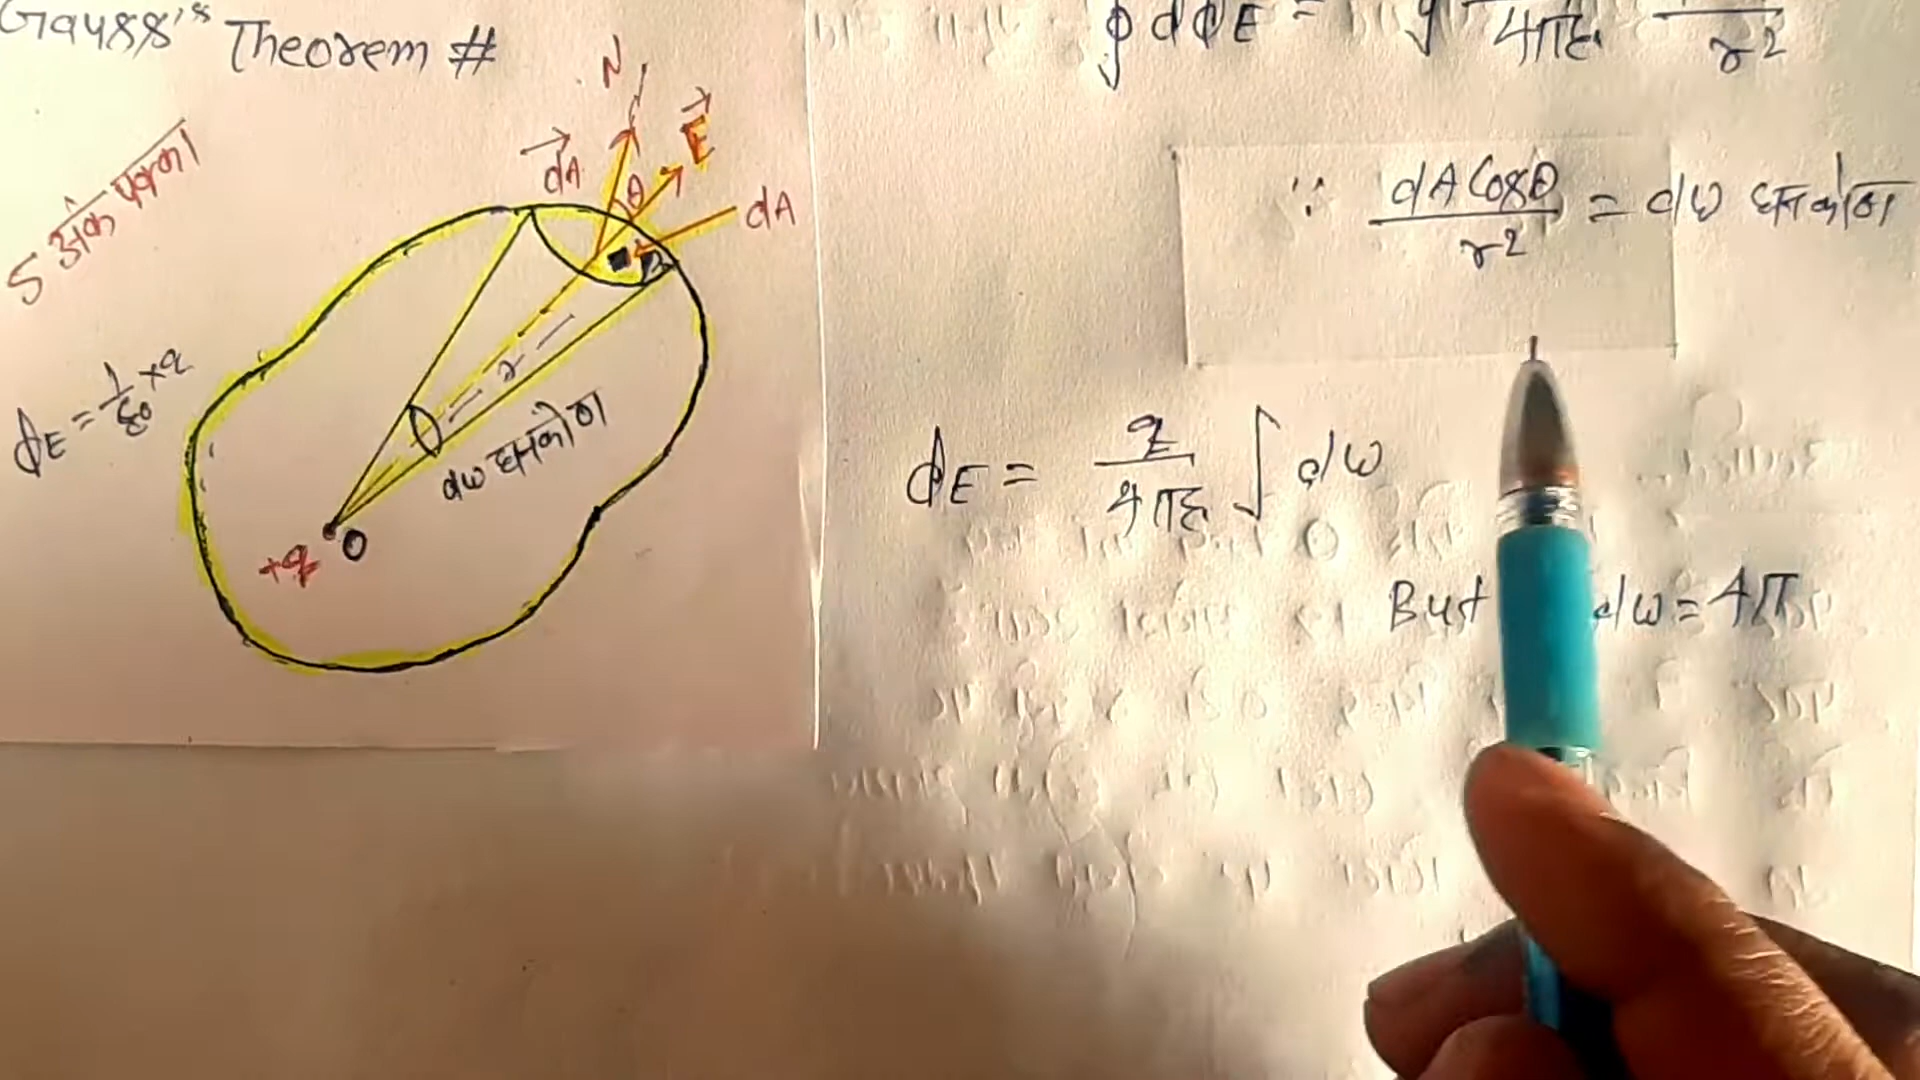 Gauss's Theorem #
5 अंक पक्का
ΦE = 1/ε0 × q
N
dA
E
θ
dA
r
dω घनकोण
+q
O
∮ dΦE = ∮ 4πε0 r²
∵ dA Cosθ / r² = dω घनकोण
ΦE = q / 4πε0 ∫ dω
But dω = 4π